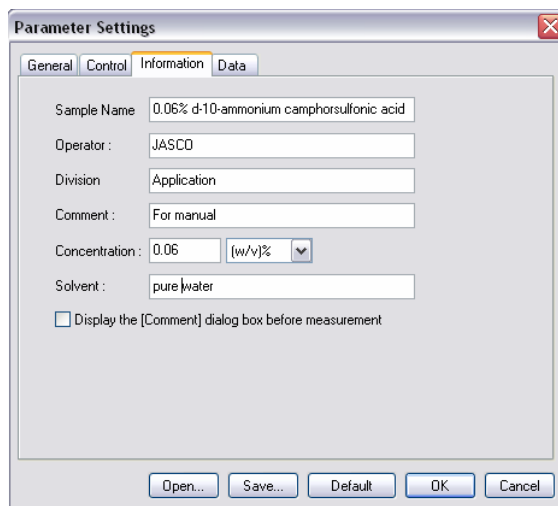 Parameter Settings
General Control Information Data
Sample Name 0.06% d-10-ammonium camphorsulfonic acid
Operator : JASCO
Division Application
Comment : For manual
Concentration : 0.06 (w/v)%
Solvent : pure water
Display the [Comment] dialog box before measurement
Open... Save... Default OK Cancel